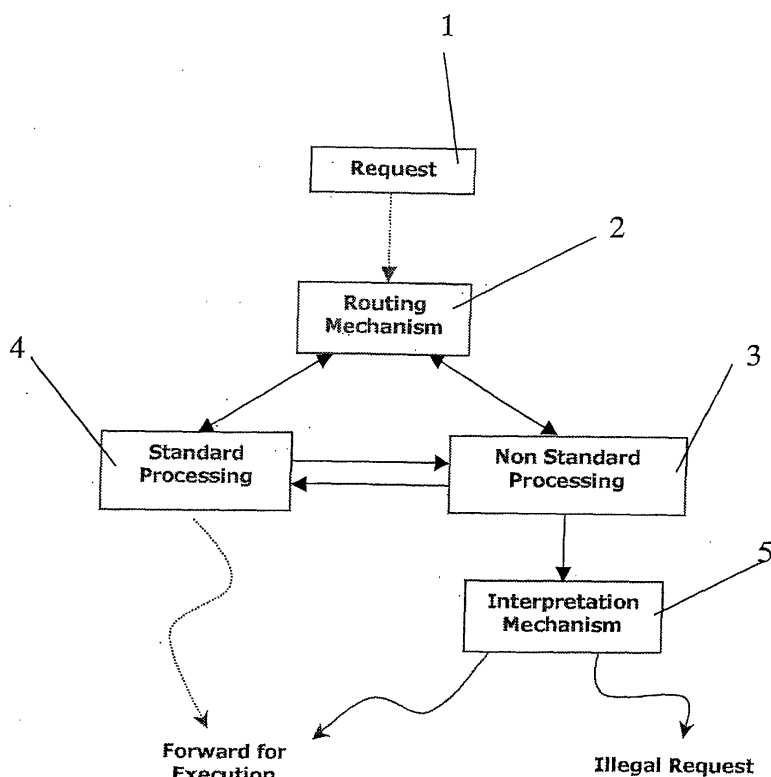 1
Request
2
Routing
Mechanism
4
3
Standard
Processing
Non Standard
Processing
5
Interpretation
Mechanism
Forward for
Execution
Illegal Request